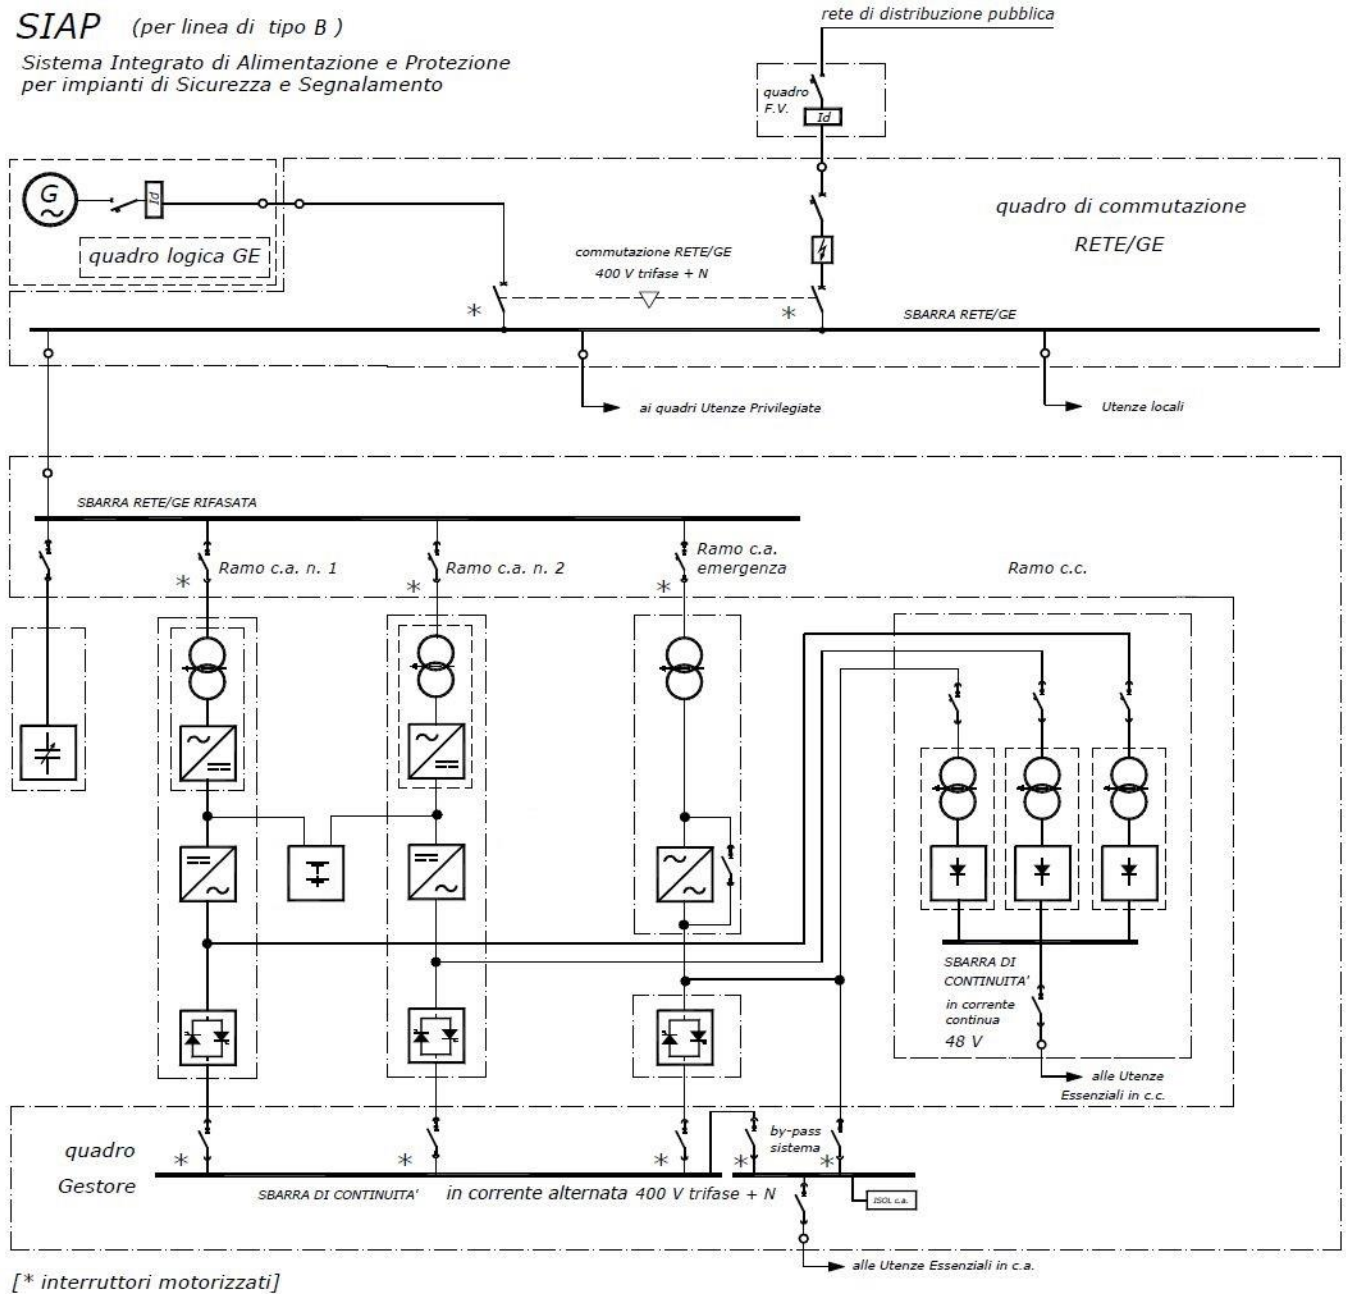 SIAP (per linea di tipo B )
Sistema Integrato di Alimentazione e Protezione
per impianti di Sicurezza e Segnalamento
rete di distribuzione pubblica
quadro
F.V.
Id
G
Id
quadro logica GE
commutazione RETE/GE
400 V trifase + N
quadro di commutazione
RETE/GE
*
*
SBARRA RETE/GE
ai quadri Utenze Privilegiate
Utenze locali
SBARRA RETE/GE RIFASATA
Ramo c.a. n. 1
Ramo c.a. n. 2
Ramo c.a.
emergenza
Ramo c.c.
*
*
*
SBARRA DI
CONTINUITA'
in corrente
continua
48 V
alle Utenze
Essenziali in c.c.
quadro
Gestore
*
*
*
*
by-pass
sistema
*
SBARRA DI CONTINUITA' in corrente alternata 400 V trifase + N
ISOL c.a.
alle Utenze Essenziali in c.a.
[* interruttori motorizzati]